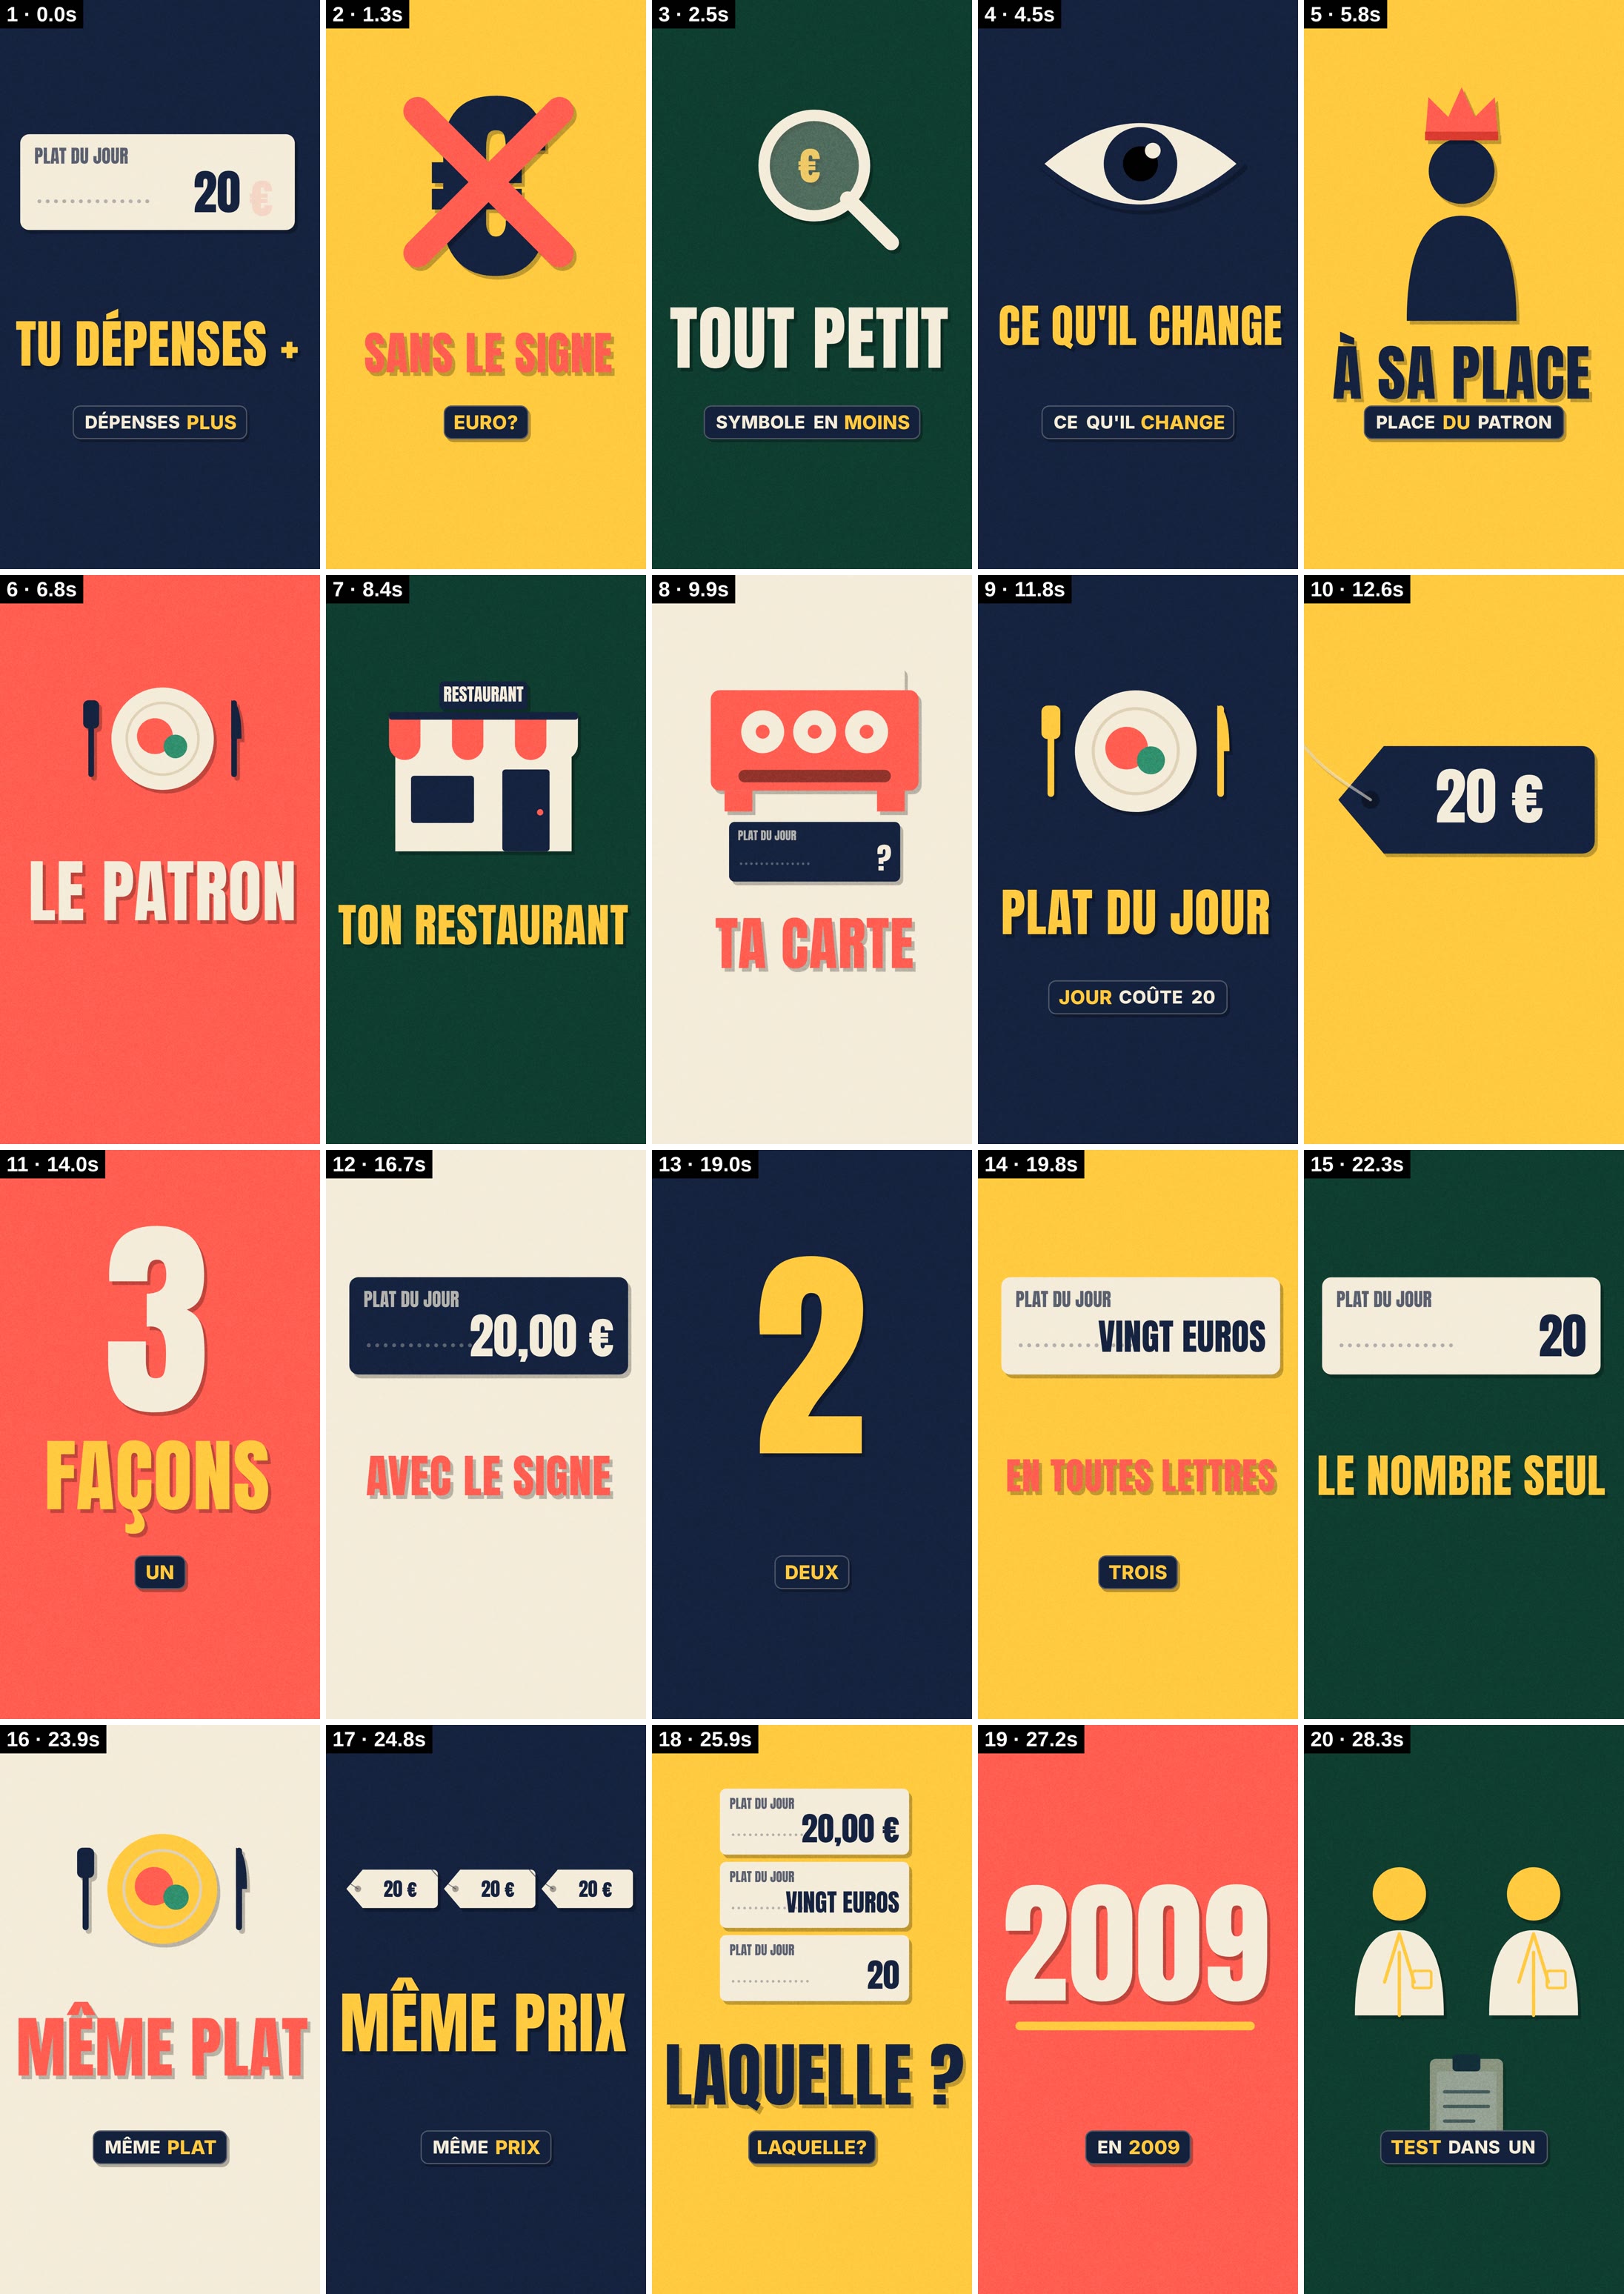 1 · 0.0s
PLAT DU JOUR
20 €
TU DÉPENSES +
DÉPENSES PLUS
2 · 1.3s
€
SANS LE SIGNE
EURO?
3 · 2.5s
€
TOUT PETIT
SYMBOLE EN MOINS
4 · 4.5s
CE QU'IL CHANGE
CE QU'IL CHANGE
5 · 5.8s
À SA PLACE
PLACE DU PATRON
6 · 6.8s
LE PATRON
7 · 8.4s
RESTAURANT
TON RESTAURANT
8 · 9.9s
PLAT DU JOUR
?
TA CARTE
9 · 11.8s
PLAT DU JOUR
JOUR COÛTE 20
10 · 12.6s
20 €
11 · 14.0s
3
FAÇONS
UN
12 · 16.7s
PLAT DU JOUR
20,00 €
AVEC LE SIGNE
13 · 19.0s
2
DEUX
14 · 19.8s
PLAT DU JOUR
VINGT EUROS
EN TOUTES LETTRES
TROIS
15 · 22.3s
PLAT DU JOUR
20
LE NOMBRE SEUL
16 · 23.9s
MÊME PLAT
MÊME PLAT
17 · 24.8s
20 € 20 € 20 €
MÊME PRIX
MÊME PRIX
18 · 25.9s
PLAT DU JOUR
20,00 €
PLAT DU JOUR
VINGT EUROS
PLAT DU JOUR
20
LAQUELLE ?
LAQUELLE?
19 · 27.2s
2009
EN 2009
20 · 28.3s
TEST DANS UN